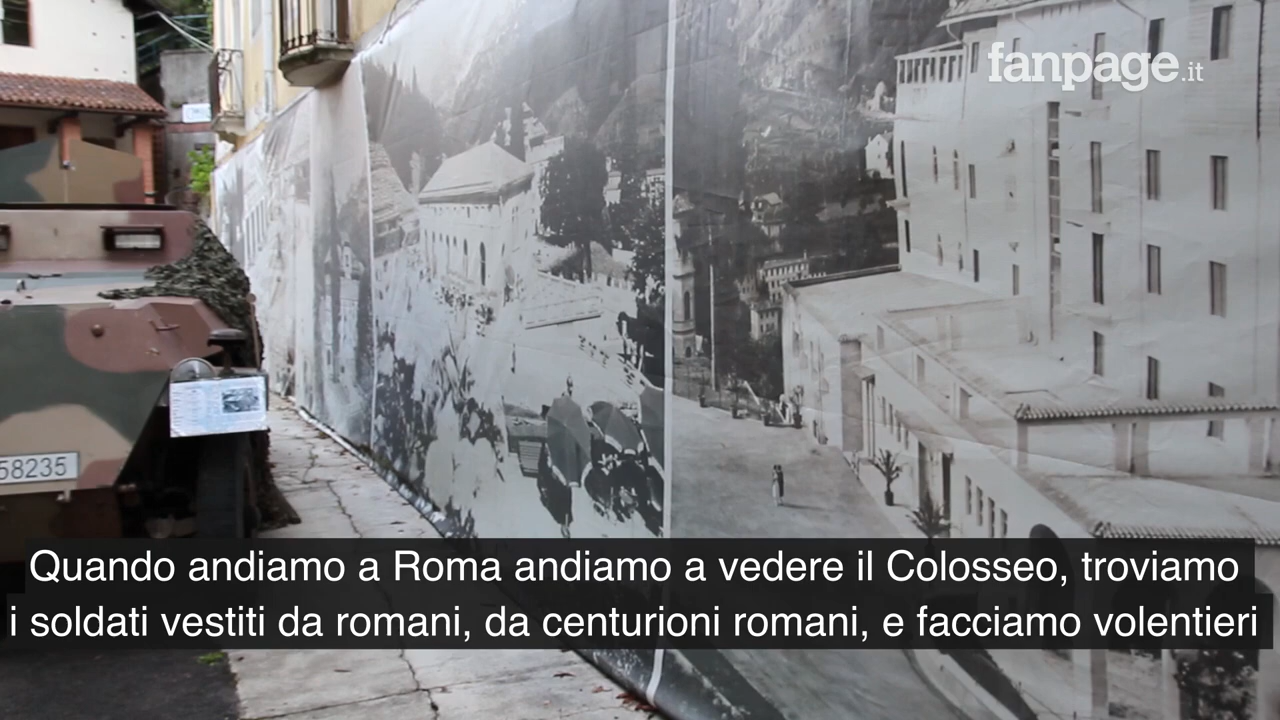 fanpage.it
58235
Quando andiamo a Roma andiamo a vedere il Colosseo, troviamo
i soldati vestiti da romani, da centurioni romani, e facciamo volentieri